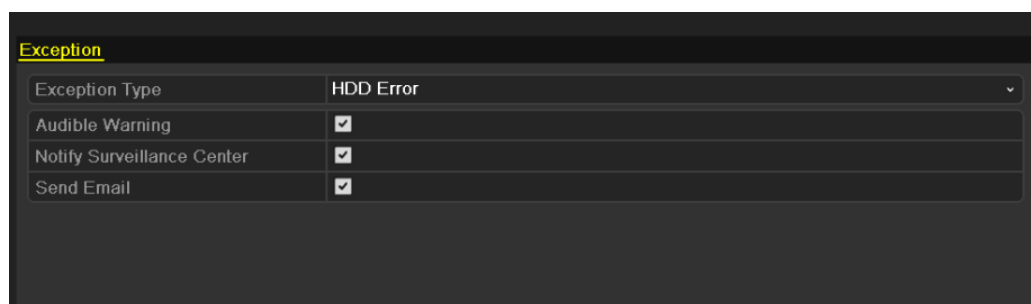 Exception
Exception Type HDD Error
Audible Warning
Notify Surveillance Center
Send Email